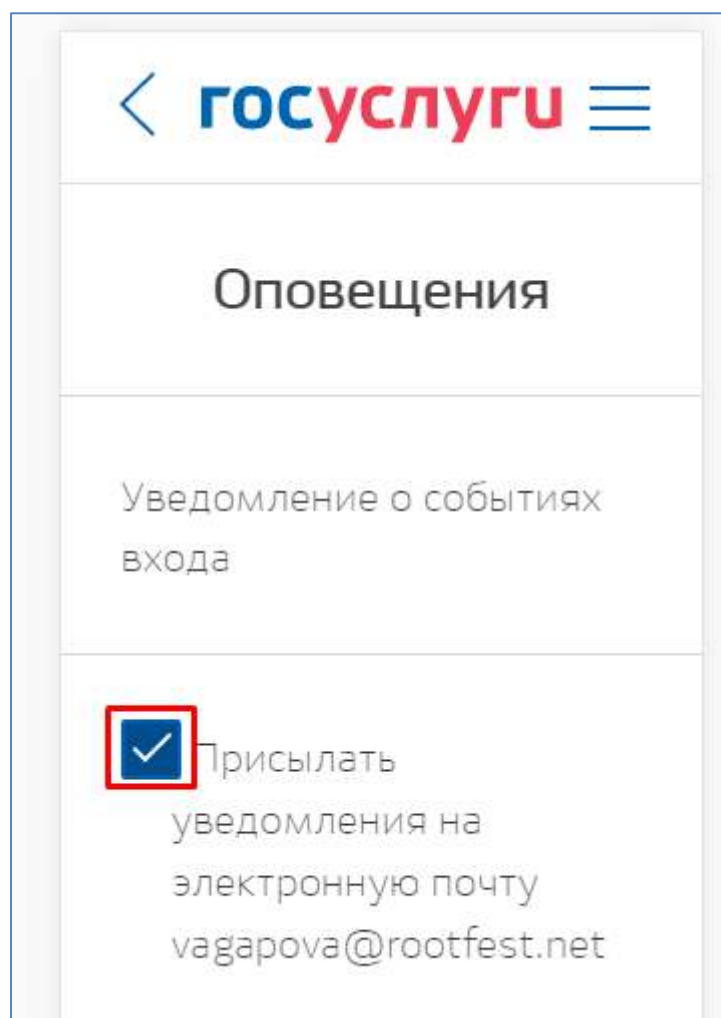 госуслуги
Оповещения
Уведомление о событиях
входа
Присылать
уведомления на
электронную почту
vagapova@rootfest.net